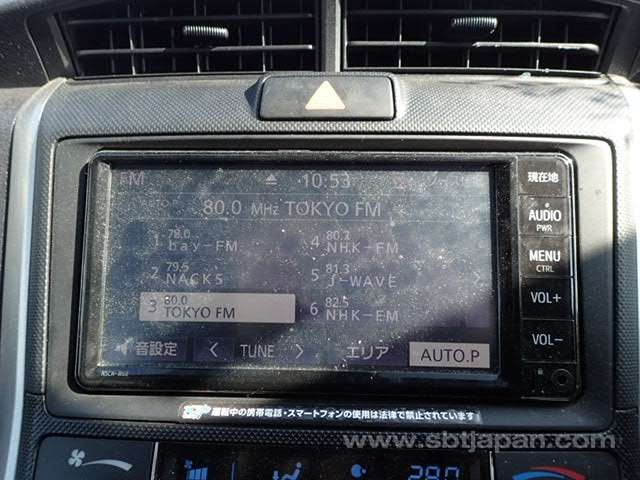 FM 10:53
80.0 MHz TOKYO FM
1 78.0 bay-FM
4 80.7 NHK-FM
2 79.5 NACK5
5 81.3 J-WAVE
3 80.0 TOKYO FM
6 82.5 NHK-FM
音設定 < TUNE > エリア AUTO.P
現在地
AUDIO
PWR
MENU
CTRL
VOL+
VOL-
運転中の携帯電話・スマートフォンの使用は法律で禁止されています
www.sbtjapan.com
28.0